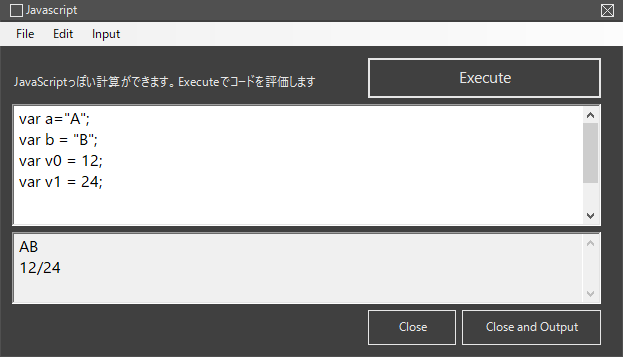 Javascript
File Edit Input
JavaScriptっぽい計算ができます。Executeでコードを評価します
Execute
var a="A";
var b = "B";
var v0 = 12;
var v1 = 24;
AB
12/24
Close Close and Output